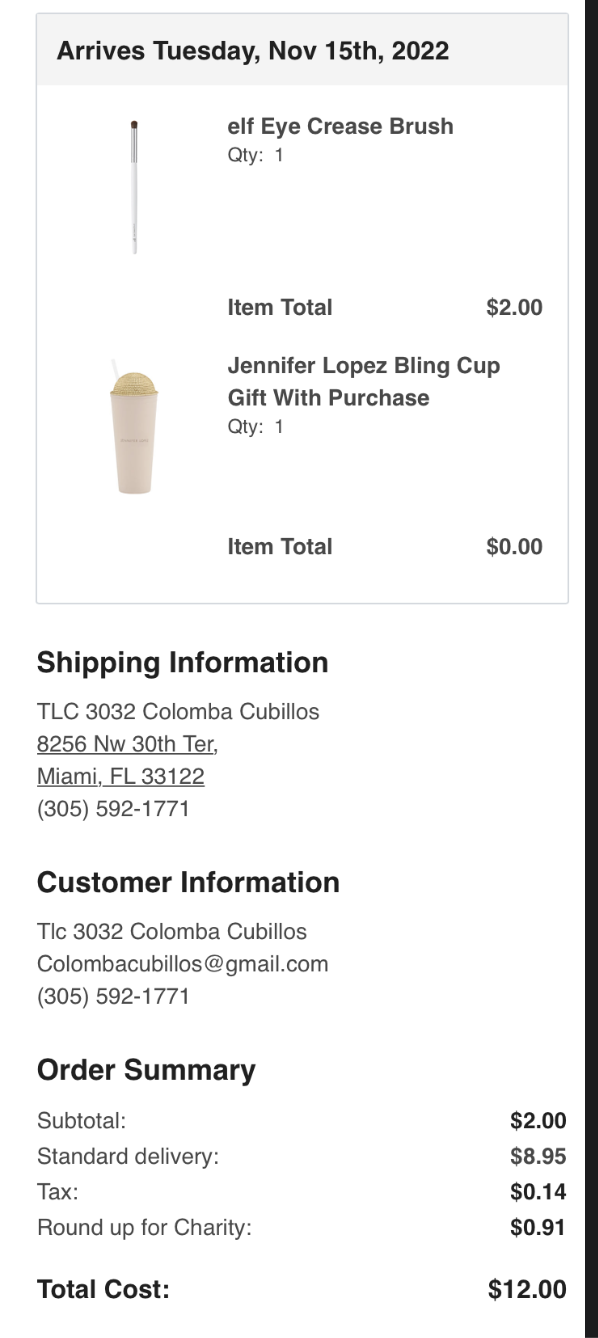 Arrives Tuesday, Nov 15th, 2022
elf Eye Crease Brush
Qty: 1
Item Total $2.00
Jennifer Lopez Bling Cup
Gift With Purchase
Qty: 1
Item Total $0.00
Shipping Information
TLC 3032 Colomba Cubillos
8256 Nw 30th Ter,
Miami, FL 33122
(305) 592-1771
Customer Information
Tlc 3032 Colomba Cubillos
Colombacubillos@gmail.com
(305) 592-1771
Order Summary
Subtotal: $2.00
Standard delivery: $8.95
Tax: $0.14
Round up for Charity: $0.91
Total Cost: $12.00